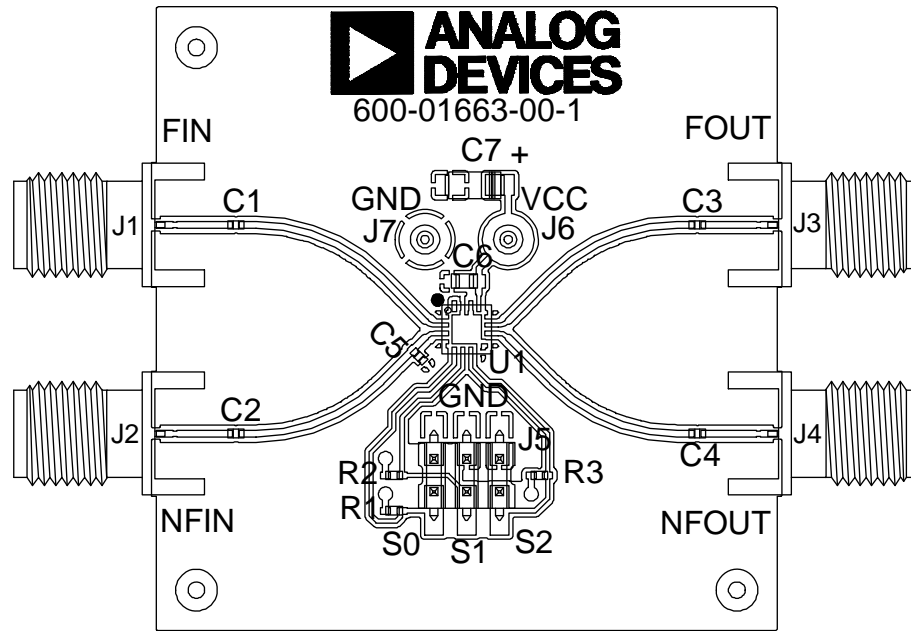 ANALOG
DEVICES
600-01663-00-1
FIN
FOUT
C7 +
C1
GND
VCC
C3
J1
J7
J6
J3
C6
C5
U1
GND
C2
J5
J2
C4
J4
R2
R3
R1
NFIN
S0
S1
S2
NFOUT